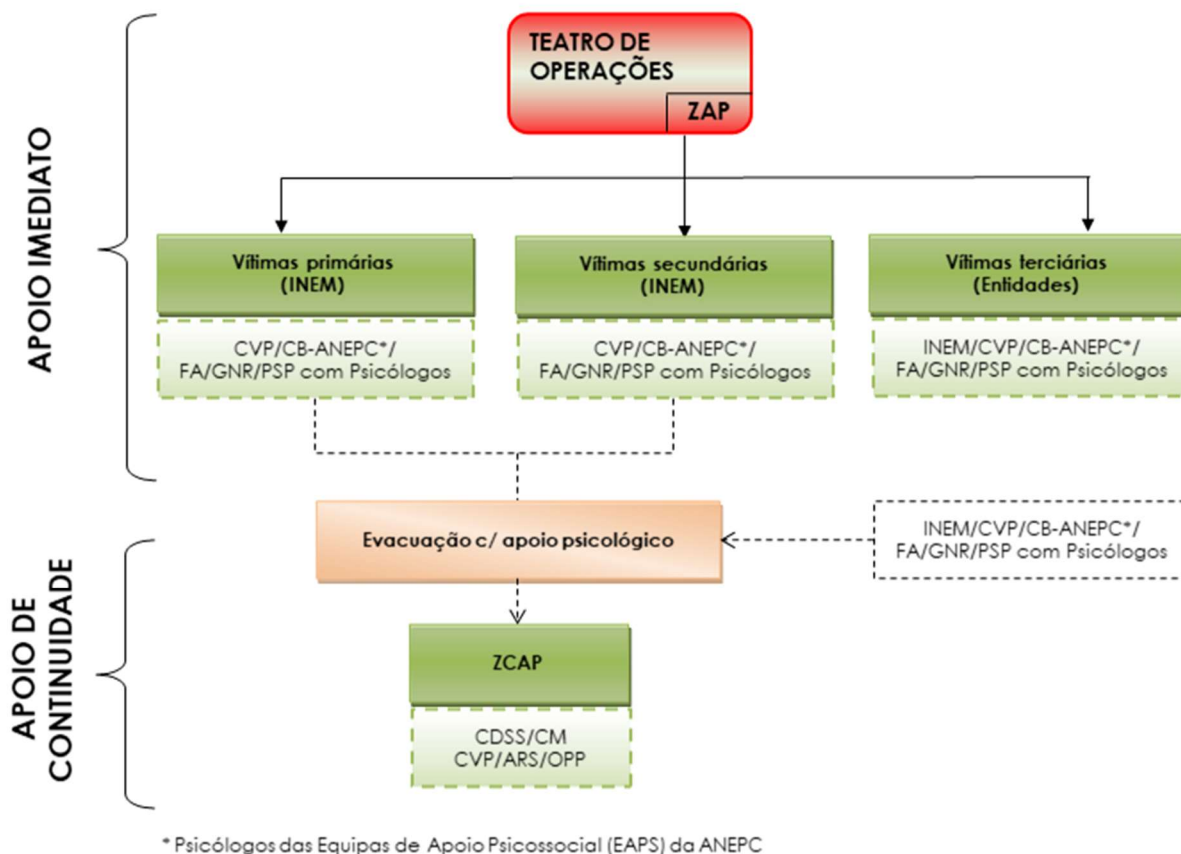 TEATRO DE
OPERAÇÕES
ZAP
APOIO IMEDIATO
Vítimas primárias
(INEM)
Vítimas secundárias
(INEM)
Vítimas terciárias
(Entidades)
CVP/CB-ANEPC*/
FA/GNR/PSP com Psicólogos
CVP/CB-ANEPC*/
FA/GNR/PSP com Psicólogos
INEM/CVP/CB-ANEPC*/
FA/GNR/PSP com Psicólogos
Evacuação c/ apoio psicológico
INEM/CVP/CB-ANEPC*/
FA/GNR/PSP com Psicólogos
APOIO DE
CONTINUIDADE
ZCAP
CDSS/CM
CVP/ARS/OPP
* Psicólogos das Equipas de Apoio Psicossocial (EAPS) da ANEPC